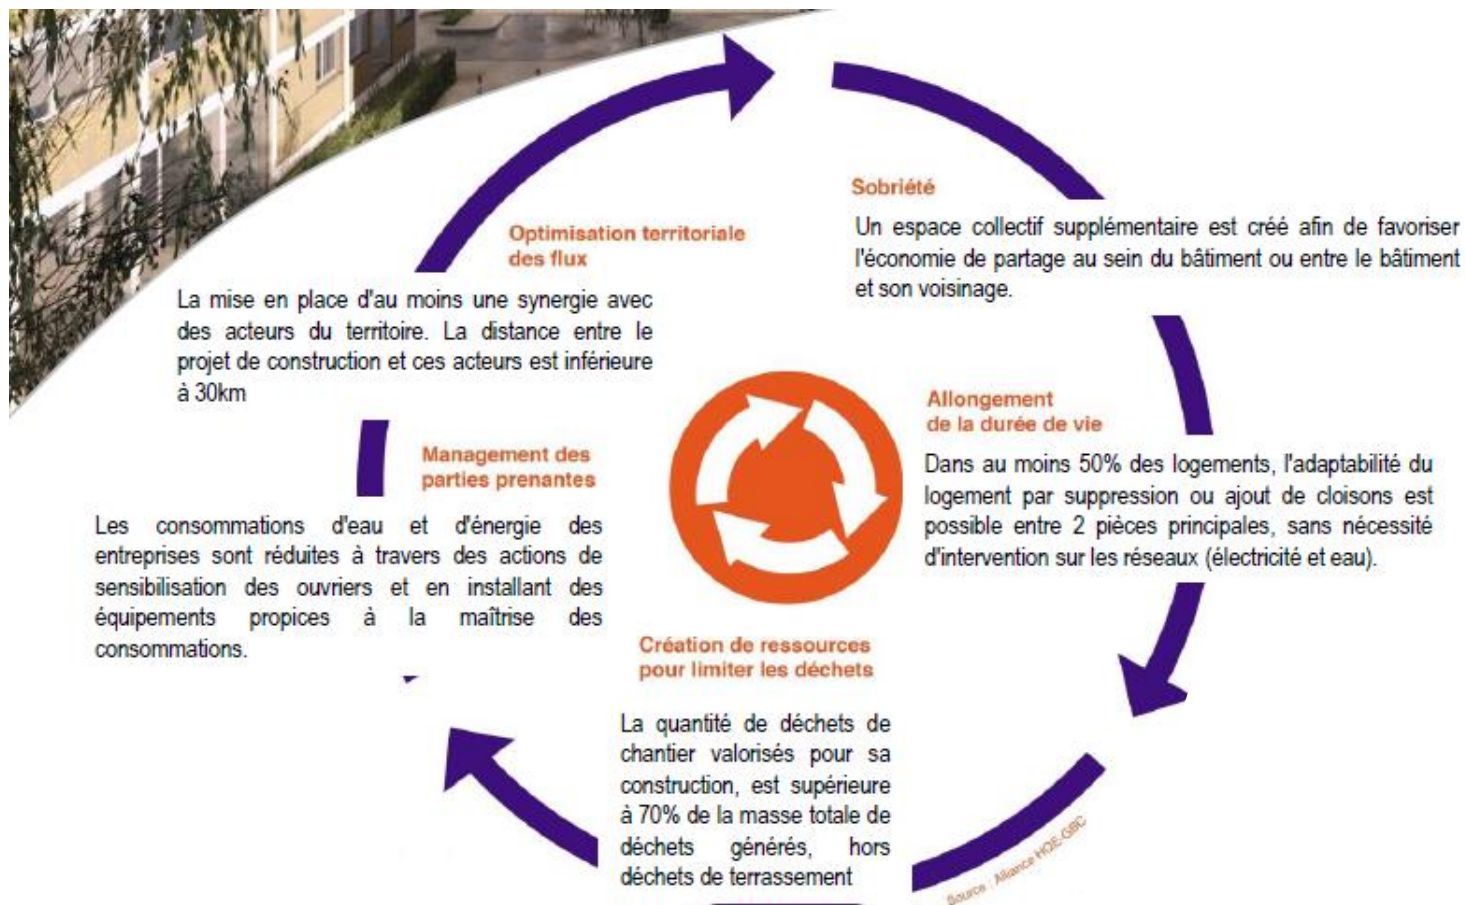 Sobriété
Un espace collectif supplémentaire est créé afin de favoriser
l'économie de partage au sein du bâtiment ou entre le bâtiment
et son voisinage.
Allongement
de la durée de vie
Dans au moins 50% des logements, l'adaptabilité du
logement par suppression ou ajout de cloisons est
possible entre 2 pièces principales, sans nécessité
d'intervention sur les réseaux (électricité et eau).
Création de ressources
pour limiter les déchets
La quantité de déchets de
chantier valorisés pour sa
construction, est supérieure
à 70% de la masse totale de
déchets générés, hors
déchets de terrassement
Management des
parties prenantes
Les consommations d'eau et d'énergie des
entreprises sont réduites à travers des actions de
sensibilisation des ouvriers et en installant des
équipements propices à la maîtrise des
consommations.
Optimisation territoriale
des flux
La mise en place d'au moins une synergie avec
des acteurs du territoire. La distance entre le
projet de construction et ces acteurs est inférieure
à 30km
Source : Alliance HQE-GBC